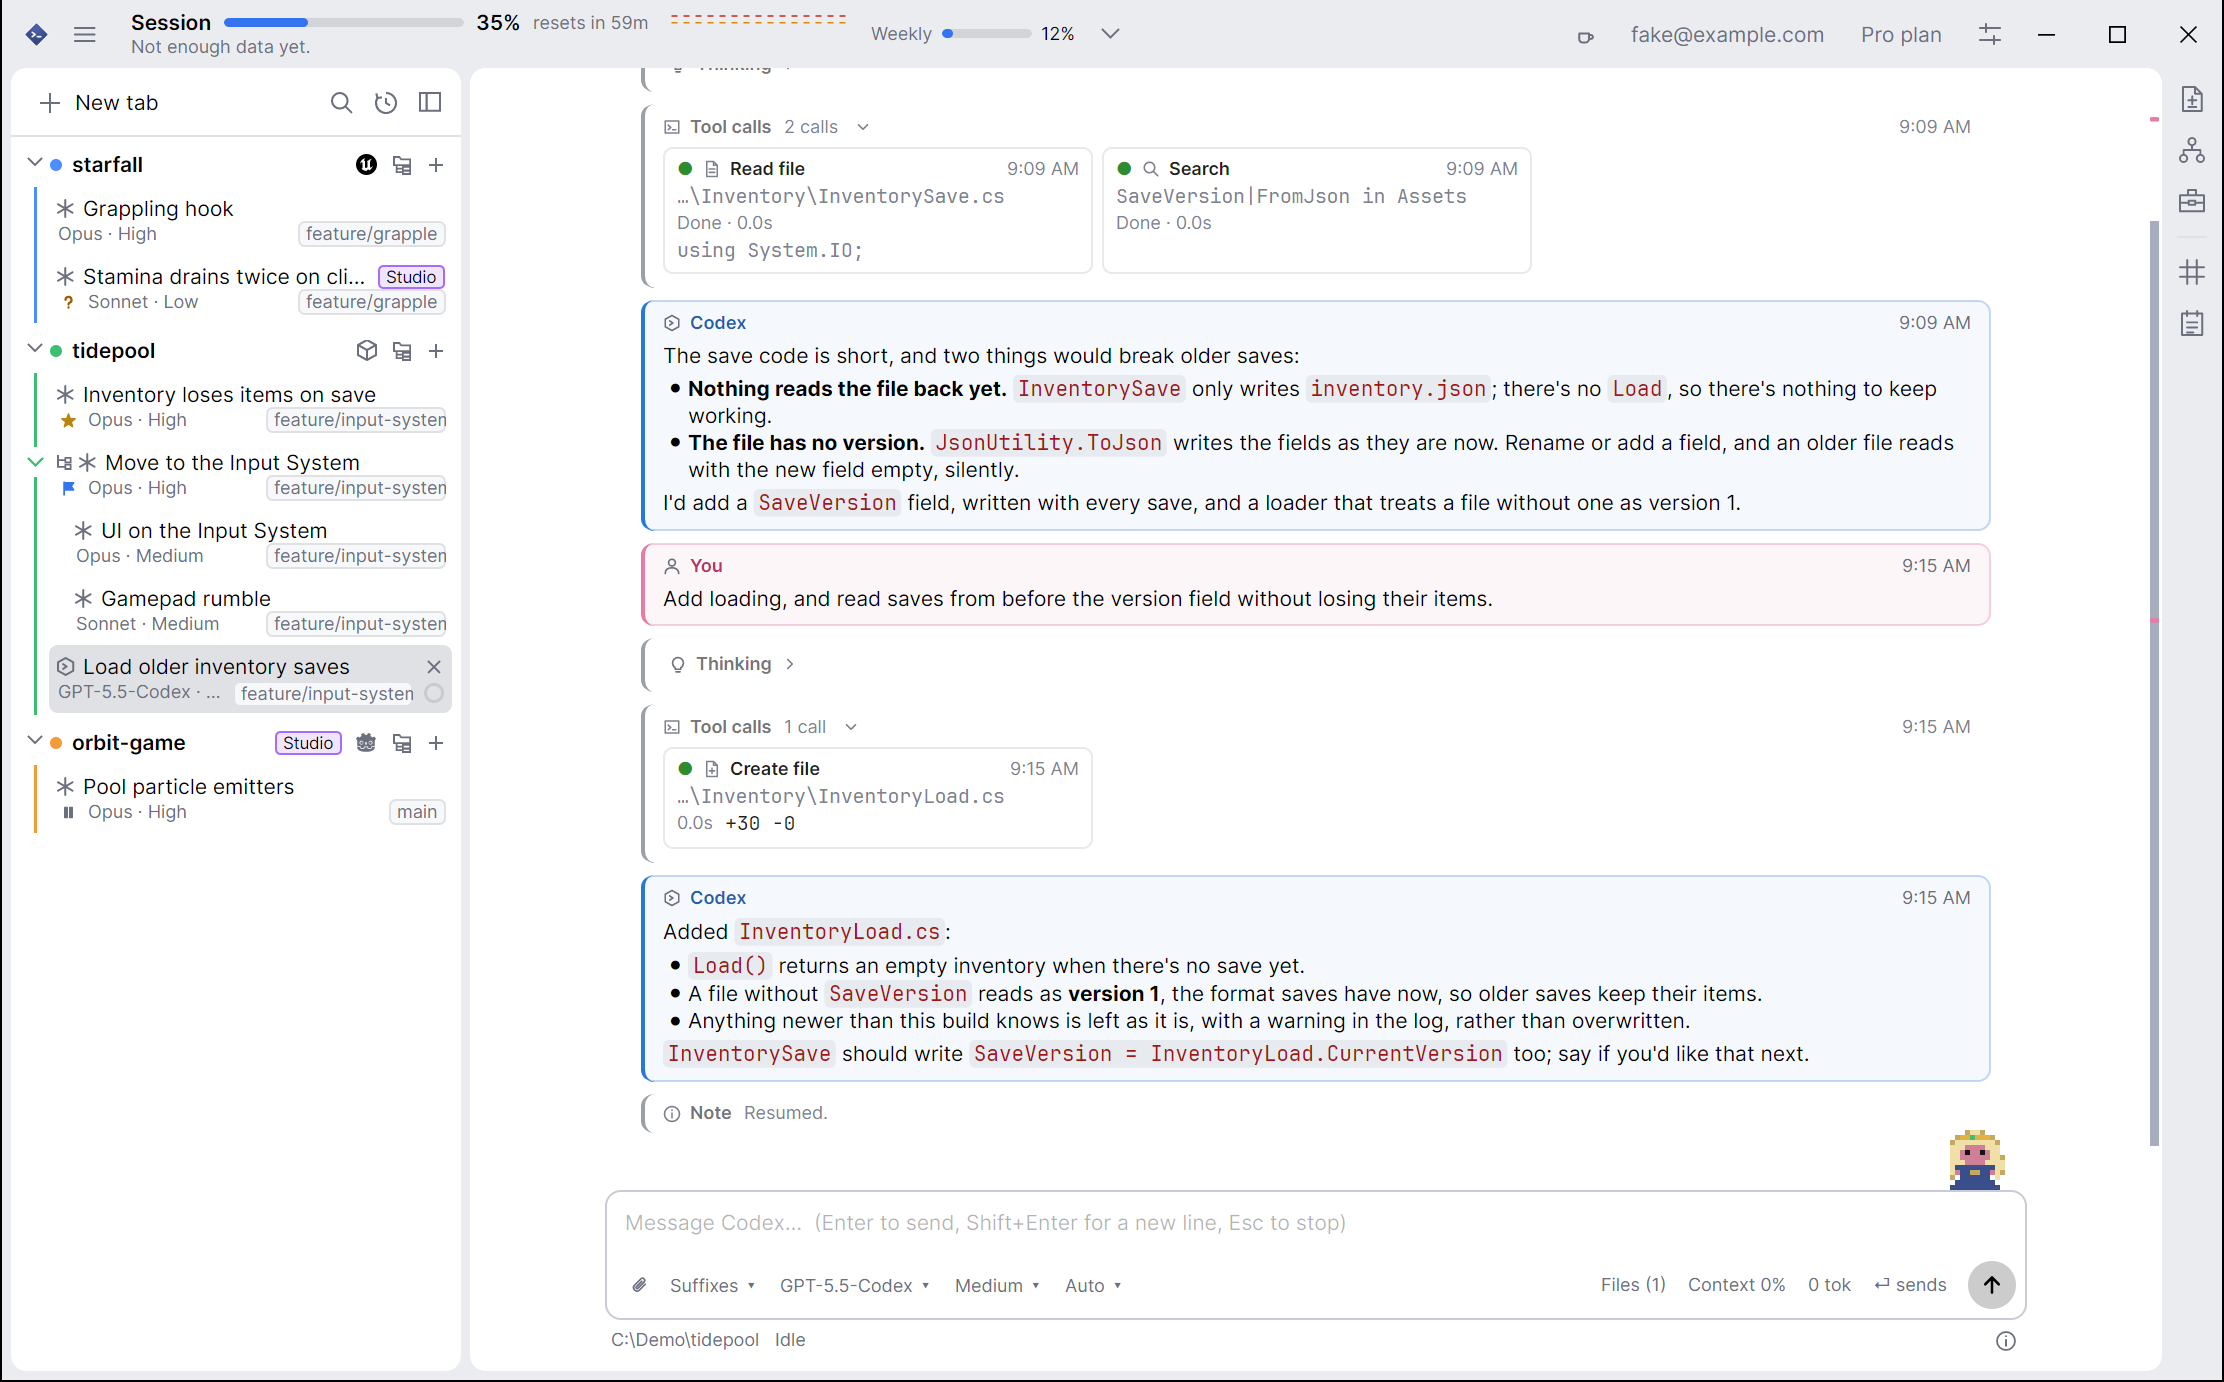 Session 35% resets in 59m
Not enough data yet.
Weekly 12%
fake@example.com Pro plan
New tab
starfall
Grappling hook
Opus · High feature/grapple
Stamina drains twice on cli... Studio
? Sonnet · Low feature/grapple
tidepool
Inventory loses items on save
Opus · High feature/input-system
Move to the Input System
Opus · High feature/input-system
UI on the Input System
Opus · Medium feature/input-system
Gamepad rumble
Sonnet · Medium feature/input-system
Load older inventory saves
GPT-5.5-Codex · ... feature/input-system
orbit-game Studio
Pool particle emitters
Opus · High main
Thinking
Tool calls 2 calls 9:09 AM
Read file 9:09 AM
…\Inventory\InventorySave.cs
Done · 0.0s
using System.IO;
Search 9:09 AM
SaveVersion|FromJson in Assets
Done · 0.0s
Codex 9:09 AM
The save code is short, and two things would break older saves:
• Nothing reads the file back yet. InventorySave only writes inventory.json; there's no Load, so there's nothing to keep
working.
• The file has no version. JsonUtility.ToJson writes the fields as they are now. Rename or add a field, and an older file reads
with the new field empty, silently.
I'd add a SaveVersion field, written with every save, and a loader that treats a file without one as version 1.
You 9:15 AM
Add loading, and read saves from before the version field without losing their items.
Thinking
Tool calls 1 call 9:15 AM
Create file 9:15 AM
…\Inventory\InventoryLoad.cs
0.0s +30 -0
Codex 9:15 AM
Added InventoryLoad.cs:
• Load() returns an empty inventory when there's no save yet.
• A file without SaveVersion reads as version 1, the format saves have now, so older saves keep their items.
• Anything newer than this build knows is left as it is, with a warning in the log, rather than overwritten.
InventorySave should write SaveVersion = InventoryLoad.CurrentVersion too; say if you'd like that next.
Note Resumed.
Message Codex... (Enter to send, Shift+Enter for a new line, Esc to stop)
Suffixes GPT-5.5-Codex Medium Auto Files (1) Context 0% 0 tok sends
C:\Demo\tidepool Idle